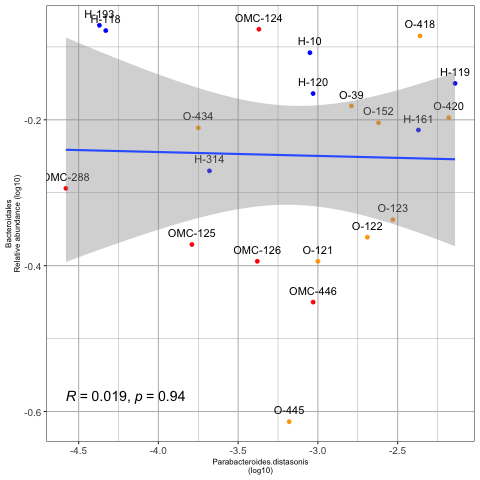 H-193
H-118
OMC-124
O-418
H-10
H-119
H-120
O-39
O-420
O-152
O-434
H-161
H-314
OMC-288
O-123
OMC-125
O-122
OMC-126
O-121
OMC-446
O-445
R = 0.019, p = 0.94
-0.2
-0.4
-0.6
-4.5 -4.0 -3.5 -3.0 -2.5
Bacteroidales
Relative abundance (log10)
Parabacteroides.distasonis
(log10)